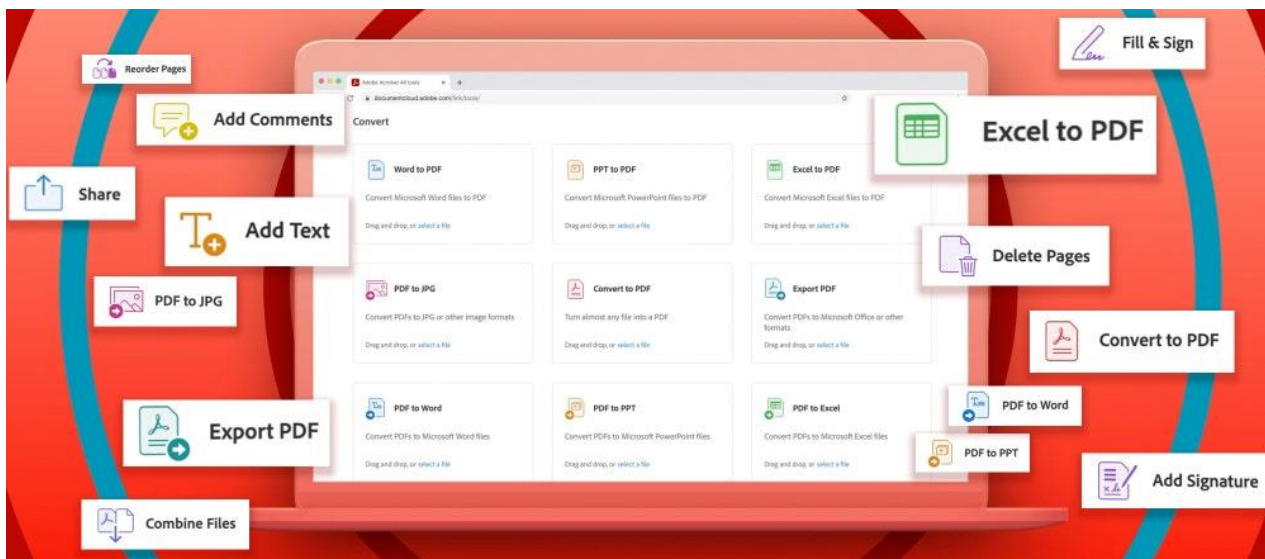 Reorder Pages
Add Comments
Share
Add Text
PDF to JPG
Export PDF
Combine Files
Adobe Acrobat All tools
documentcloud.adobe.com/link/tools/
Convert
Word to PDF
Convert Microsoft Word files to PDF
Drag and drop, or select a file
PPT to PDF
Convert Microsoft PowerPoint files to PDF
Drag and drop, or select a file
Excel to PDF
Convert Microsoft Excel files to PDF
Drag and drop, or select a file
PDF to JPG
Convert PDFs to JPG or other image formats
Drag and drop, or select a file
Convert to PDF
Turn almost any file into a PDF
Drag and drop, or select a file
Export PDF
Convert PDFs to Microsoft Office or other
formats
Drag and drop, or select a file
PDF to Word
Convert PDFs to Microsoft Word files
Drag and drop, or select a file
PDF to PPT
Convert PDFs to Microsoft PowerPoint files
Drag and drop, or select a file
PDF to Excel
Convert PDFs to Microsoft Excel files
Drag and drop, or select a file
Fill & Sign
Excel to PDF
Delete Pages
Convert to PDF
PDF to Word
PDF to PPT
Add Signature